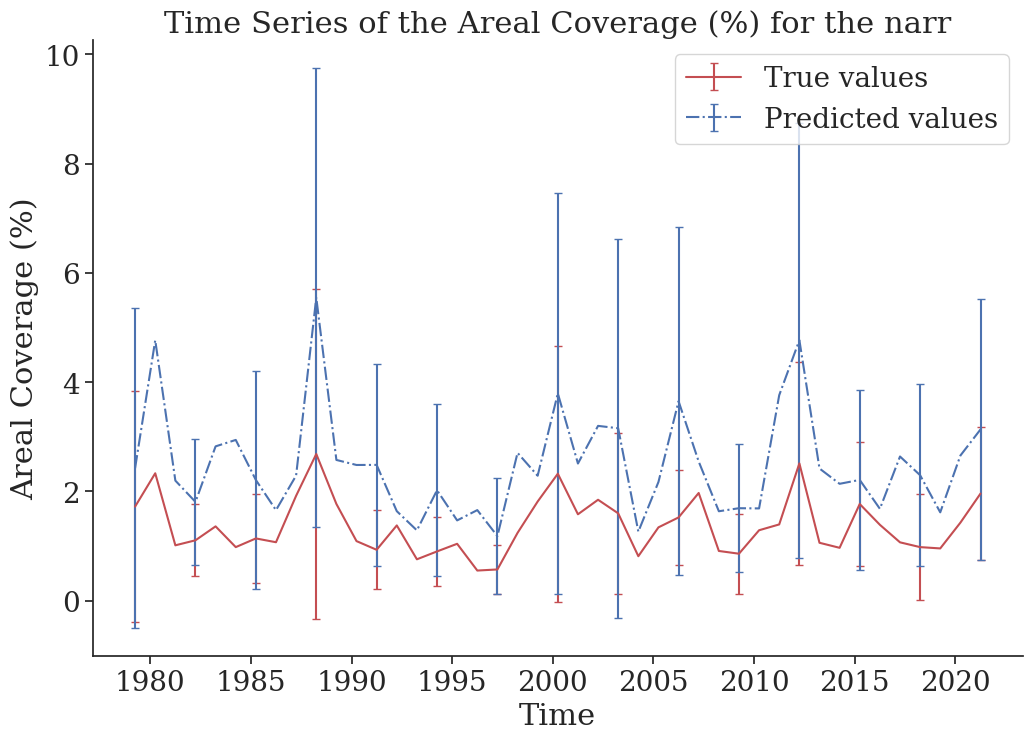 Time Series of the Areal Coverage (%) for the narr
True values
Predicted values
Areal Coverage (%)
10
8
6
4
2
0
1980 1985 1990 1995 2000 2005 2010 2015 2020
Time